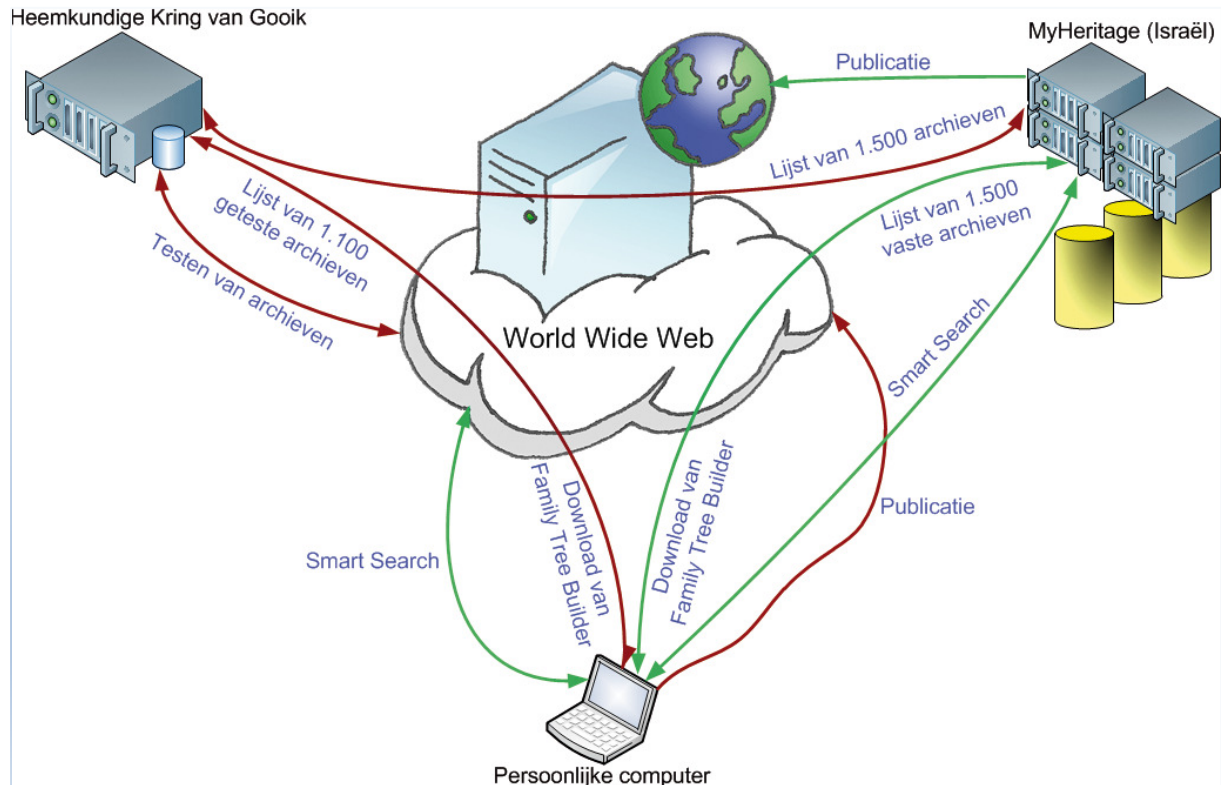 Heemkundige Kring van Gooik
MyHeritage (Israël)
Publicatie
Lijst van 1.500 archieven
Lijst van 1.100
geteste archieven
Testen van archieven
Lijst van 1.500
vaste archieven
World Wide Web
Smart Search
Smart Search
Download van
Family Tree Builder
Download van
Family Tree Builder
Publicatie
Persoonlijke computer